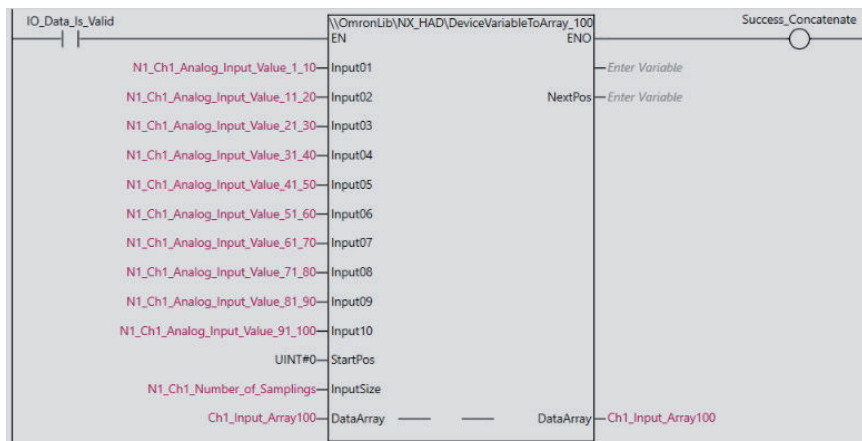 IO_Data_Is_Valid
\\OmronLib\NX_HAD\DeviceVariableToArray_100
Success_Concatenate
EN ENO
N1_Ch1_Analog_Input_Value_1_10 Input01 Enter Variable
N1_Ch1_Analog_Input_Value_11_20 Input02 NextPos Enter Variable
N1_Ch1_Analog_Input_Value_21_30 Input03
N1_Ch1_Analog_Input_Value_31_40 Input04
N1_Ch1_Analog_Input_Value_41_50 Input05
N1_Ch1_Analog_Input_Value_51_60 Input06
N1_Ch1_Analog_Input_Value_61_70 Input07
N1_Ch1_Analog_Input_Value_71_80 Input08
N1_Ch1_Analog_Input_Value_81_90 Input09
N1_Ch1_Analog_Input_Value_91_100 Input10
UINT#0 StartPos
N1_Ch1_Number_of_Samplings InputSize
Ch1_Input_Array100 DataArray DataArray Ch1_Input_Array100